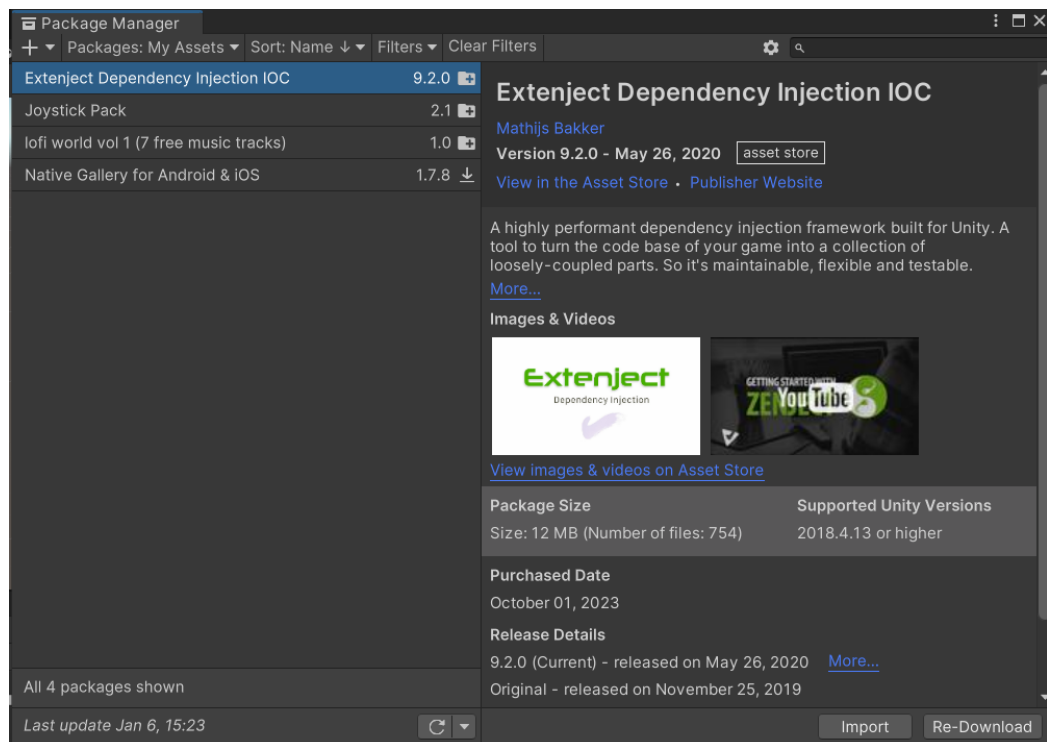 Package Manager
Packages: My Assets Sort: Name ↓ Filters Clear Filters
Extenject Dependency Injection IOC 9.2.0
Joystick Pack 2.1
lofi world vol 1 (7 free music tracks) 1.0
Native Gallery for Android & iOS 1.7.8
All 4 packages shown
Last update Jan 6, 15:23
Extenject Dependency Injection IOC
Mathijs Bakker
Version 9.2.0 - May 26, 2020 asset store
View in the Asset Store • Publisher Website
A highly performant dependency injection framework built for Unity. A
tool to turn the code base of your game into a collection of
loosely-coupled parts. So it's maintainable, flexible and testable.
More...
Images & Videos
Extenject
Dependency Injection
GETTING STARTED WITH
ZEN
YouTube
View images & videos on Asset Store
Package Size
Size: 12 MB (Number of files: 754)
Supported Unity Versions
2018.4.13 or higher
Purchased Date
October 01, 2023
Release Details
9.2.0 (Current) - released on May 26, 2020 More...
Original - released on November 25, 2019
Import Re-Download